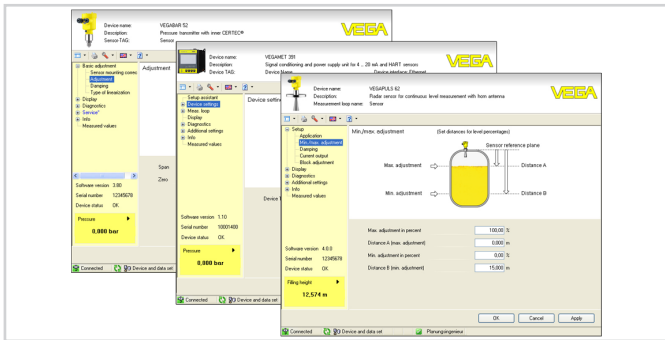 Device name: VEGABAR 52
Description: Pressure transmitter with inner CERTEC®
Sensor TAG: Sensor
VEGA
Basic adjustment
Sensor mounting correc
Adjustment
Damping
Type of linearization
Display
Diagnostics
Service"
Info
Measured values
Adjustment
Span
Zero
Software version 3.80
Serial number 12345678
Device status OK
Pressure
0,000 bar
Connected Device and data set
Device name: VEGAMET 391
Description: Signal conditioning and power supply unit for 4 .. 20 mA and HART sensors
Device TAG: Device Name Device interface Ethernet
VEGA
Setup assistant
Device settings
Meas. loop
Display
Diagnostics
Additional settings
Info
Measured values
Device settin
Device T
Software version 1.10
Serial number 10001400
Device status OK
Pressure
0,000 bar
Connected Device and data set
Device name: VEGAPULS 62
Description: Radar sensor for continuous level measurement with horn antenna
Measurement loop name: Sensor
VEGA
Setup
Application
Min./max. adjustment
Damping
Current output
Block adjustment
Display
Diagnostics
Additional settings
Info
Measured values
Min./max. adjustment (Set distances for level percentages)
Sensor reference plane
Max. adjustment
Distance A
Min. adjustment
Distance B
Max. adjustment in percent 100,00 %
Distance A (max. adjustment) 0,000 m
Min. adjustment in percent 0,00 %
Distance B (min. adjustment) 15,000 m
Software version 4.0.0
Serial number 12345678
Device status OK
Filling height
12,574 m
OK Cancel Apply
Connected Device and data set Planungsingenieur: